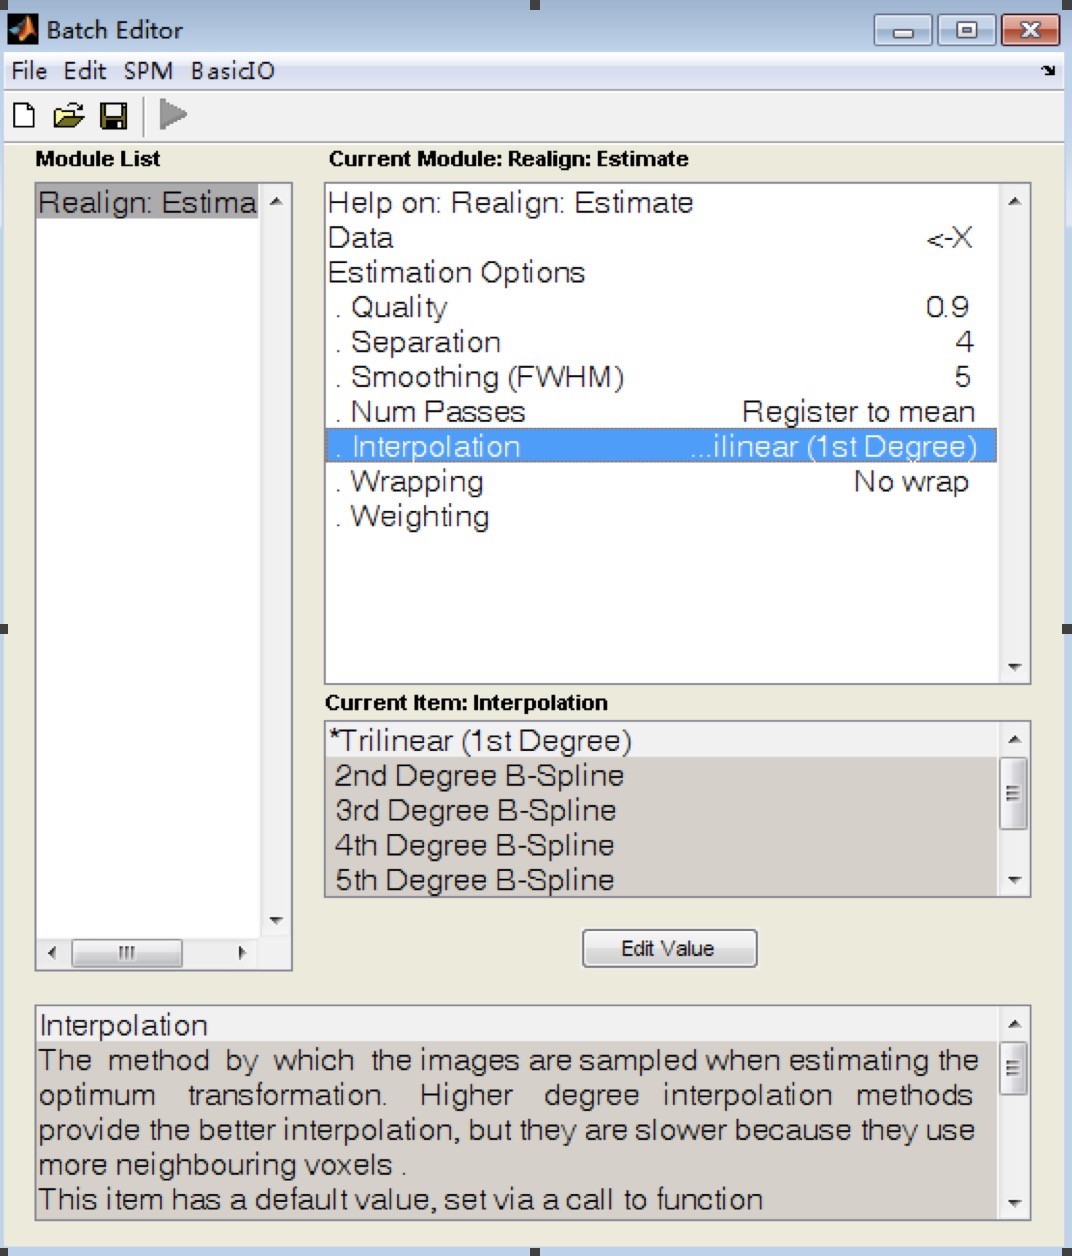 Batch Editor
File Edit SPM BasicIO
Module List
Realign: Estima
Current Module: Realign: Estimate
Help on: Realign: Estimate
Data <-X
Estimation Options
. Quality 0.9
. Separation 4
. Smoothing (FWHM) 5
. Num Passes Register to mean
. Interpolation ...ilinear (1st Degree)
. Wrapping No wrap
. Weighting
Current Item: Interpolation
*Trilinear (1st Degree)
2nd Degree B-Spline
3rd Degree B-Spline
4th Degree B-Spline
5th Degree B-Spline
Edit Value
Interpolation
The method by which the images are sampled when estimating the
optimum transformation. Higher degree interpolation methods
provide the better interpolation, but they are slower because they use
more neighbouring voxels .
This item has a default value, set via a call to function